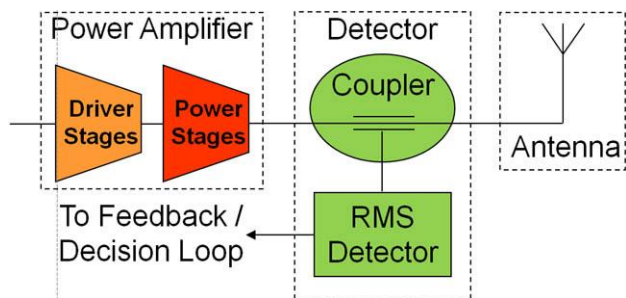 Power Amplifier
Detector
Coupler
Driver
Stages
Power
Stages
Antenna
To Feedback /
Decision Loop
RMS
Detector